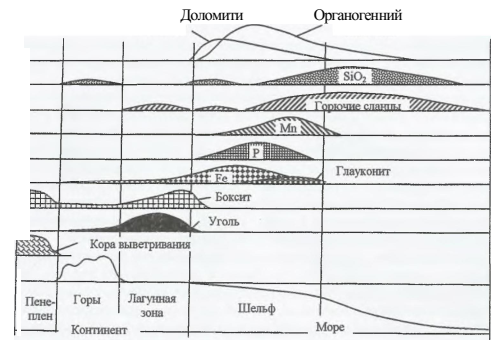 Доломити Органогенний
SiO2
Горючие сланцы
Mn
P
Глауконит
Fe
Боксит
Уголь
Кора выветривания
Пене-
плен
Горы
Лагунная
зона
Шельф
Континент
Море